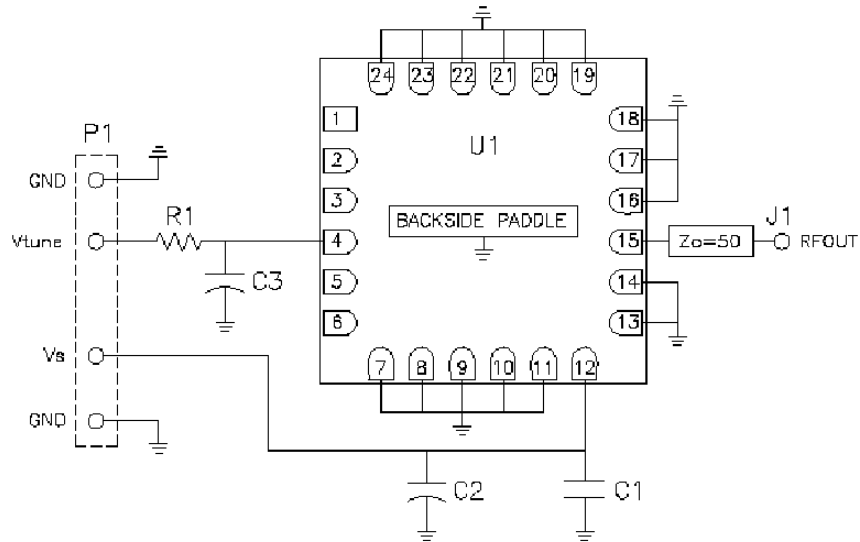 24 23 22 21 20 19
1 18
P1 U1
2 17
GND
3 16
R1 BACKSIDE PADDLE J1
Vtune 4 15 Zo=50 RFOUT
C3 5 14
6 13
Vs
7 8 9 10 11 12
GND
C2 C1